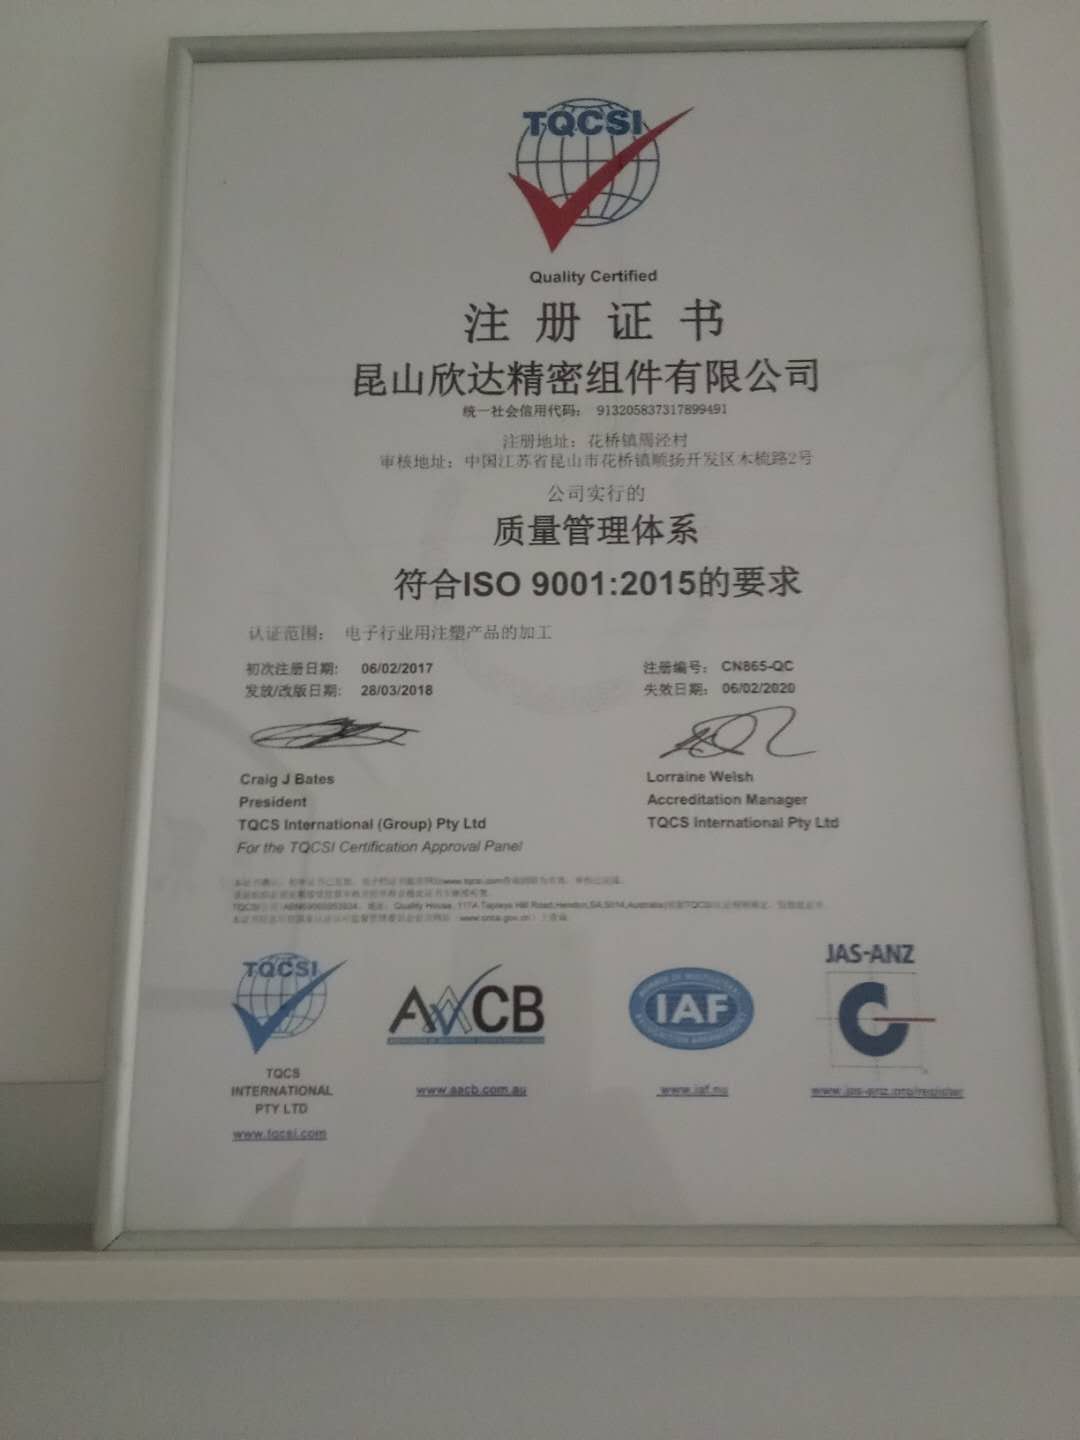 TQCSI
Quality Certified
注册证书
昆山欣达精密组件有限公司
统一社会信用代码： 913205837317899491
注册地址：花桥镇周泾村
审核地址：中国江苏省昆山市花桥镇顺扬开发区木梳路2号
公司实行的
质量管理体系
符合ISO 9001:2015的要求
认证范围： 电子行业用注塑产品的加工
初次注册日期: 06/02/2017 注册编号: CN865-QC
发放/改版日期: 28/03/2018 失效日期: 06/02/2020
Craig J Bates
President
TQCS International (Group) Pty Ltd
For the TQCSI Certification Approval Panel
Lorraine Welsh
Accreditation Manager
TQCS International Pty Ltd
TQCSI
TQCS
INTERNATIONAL
PTY LTD
www.tqcsi.com
AACB
www.aacb.com.au
IAF
www.iaf.nu
JAS-ANZ
www.jas-anz.org/register